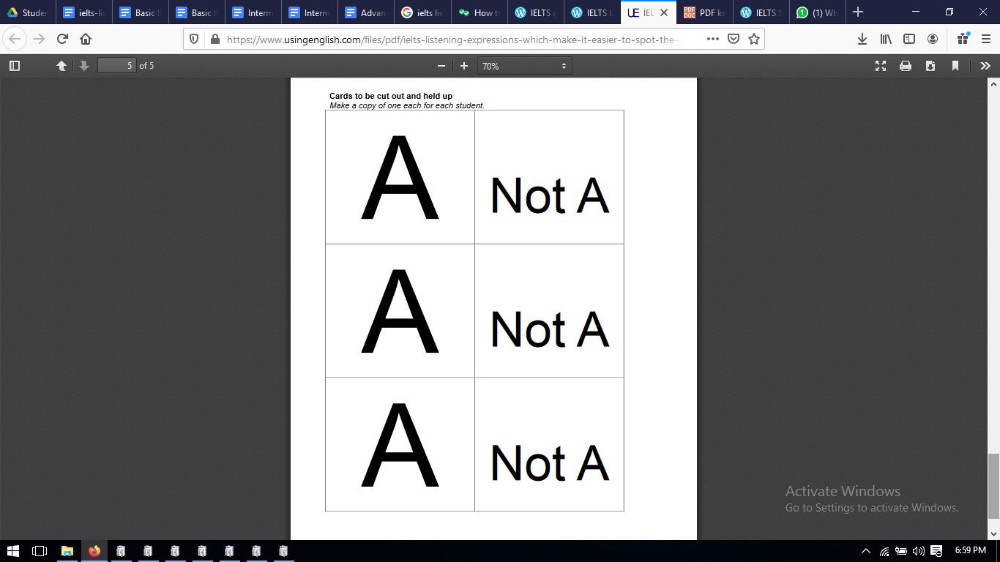 Studen
ielts-li
Basic I
Basic I
Interm
Interm
Advan
ielts lis
How to
IELTS g
IELTS L
IEL
PDF ke
IELTS S
(1) Wh
https://www.usingenglish.com/files/pdf/ielts-listening-expressions-which-make-it-easier-to-spot-the-
5 of 5
70%
Cards to be cut out and held up
Make a copy of one each for each student.
A Not A
A Not A
A Not A
Activate Windows
Go to Settings to activate Windows.
6:59 PM